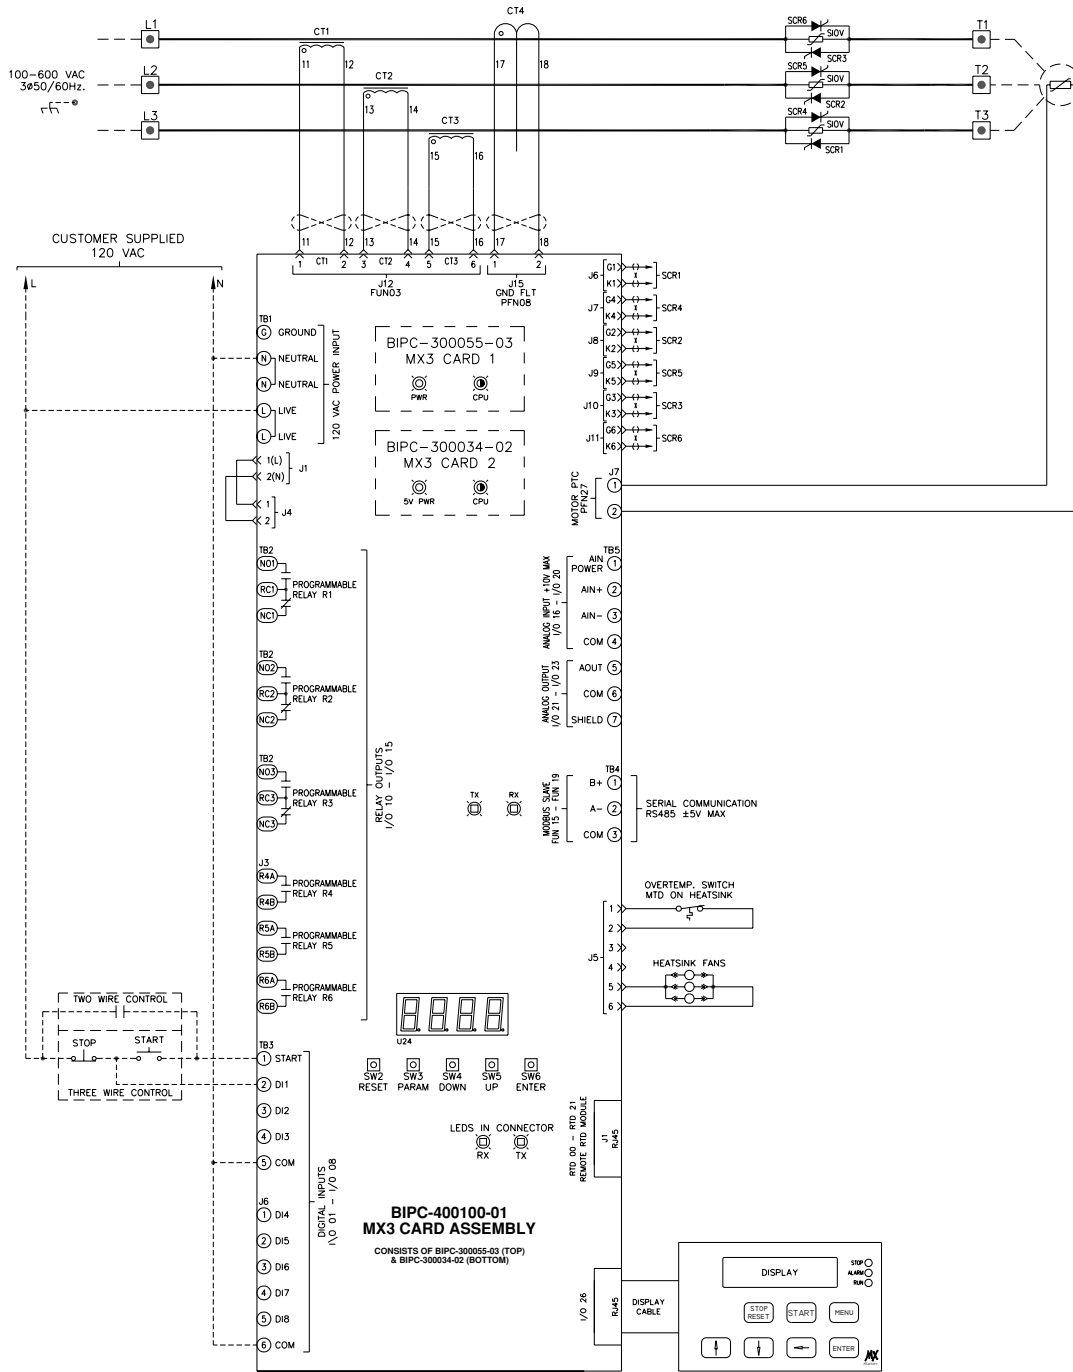 L1
CT1
11
12
CT4
17
18
SCR6
SIOV
SCR3
T1
100-600 VAC
3ø50/60Hz.
L2
CT2
13
14
SCR5
SIOV
SCR2
T2
L3
CT3
15
16
SCR4
SIOV
SCR1
T3
CUSTOMER SUPPLIED
120 VAC
L
N
11 12 13 14 15 16 17 18
1 CT1 2 3 CT2 4 5 CT3 6 1 2
J12
FUN03
J15
GND FLT
PFN08
TB1
G GROUND
N NEUTRAL
N NEUTRAL
L LIVE
L LIVE
120 VAC POWER INPUT
1(L)
2(N)
J1
1
2
J4
BIPC-300055-03
MX3 CARD 1
PWR
CPU
BIPC-300034-02
MX3 CARD 2
5V PWR
CPU
J6
G1
K1
X
SCR1
J7
G4
K4
X
SCR4
J8
G2
K2
X
SCR2
J9
G5
K5
X
SCR5
J10
G3
K3
X
SCR3
J11
G6
K6
X
SCR6
J7
1
2
MOTOR PTC
PFN27
TB2
NO1
RC1
NC1
PROGRAMMABLE
RELAY R1
TB2
NO2
RC2
NC2
PROGRAMMABLE
RELAY R2
TB2
NO3
RC3
NC3
PROGRAMMABLE
RELAY R3
J3
R4A
R4B
PROGRAMMABLE
RELAY R4
R5A
R5B
PROGRAMMABLE
RELAY R5
R6A
R6B
PROGRAMMABLE
RELAY R6
RELAY OUTPUTS
I/O 10 - I/O 15
TB5
AIN
POWER 1
AIN+ 2
AIN- 3
COM 4
ANALOG INPUT +10V MAX
I/O 16 - I/O 20
AOUT 5
COM 6
SHIELD 7
ANALOG OUTPUT
I/O 21 - I/O 23
TX
RX
TB4
B+ 1
A- 2
COM 3
MODBUS SLAVE
FUN 15 - FUN 19
SERIAL COMMUNICATION
RS485 ±5V MAX
OVERTEMP. SWITCH
MTD ON HEATSINK
J5
1
2
3
4
5
6
HEATSINK FANS
TWO WIRE CONTROL
STOP
START
THREE WIRE CONTROL
U24
SW2
RESET
SW3
PARAM
SW4
DOWN
SW5
UP
SW6
ENTER
TB3
1 START
2 DI1
3 DI2
4 DI3
5 COM
J6
1 DI4
2 DI5
3 DI6
4 DI7
5 DI8
6 COM
DIGITAL INPUTS
I\O 01 - I/O 08
LEDS IN CONNECTOR
RX
TX
RTD 00 - RTD 21
REMOTE RTD MODULE
J1
RJ45
BIPC-400100-01
MX3 CARD ASSEMBLY
CONSISTS OF BIPC-300055-03 (TOP)
& BIPC-300034-02 (BOTTOM)
I/O 26
RJ45
DISPLAY
CABLE
DISPLAY
STOP
ALARM
RUN
STOP
RESET
START
MENU
ENTER
MX